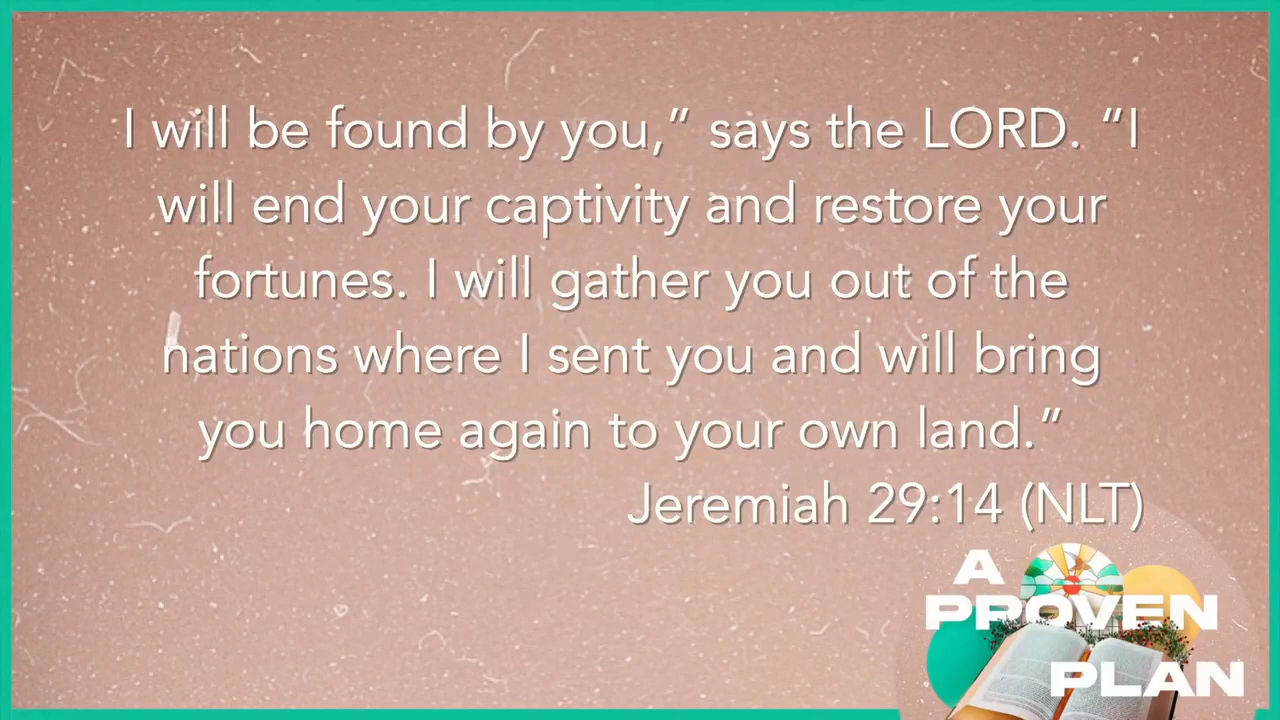 I will be found by you,” says the LORD. “I
will end your captivity and restore your
fortunes. I will gather you out of the
nations where I sent you and will bring
you home again to your own land.”
Jeremiah 29:14 (NLT)
A
PROVEN
PLAN